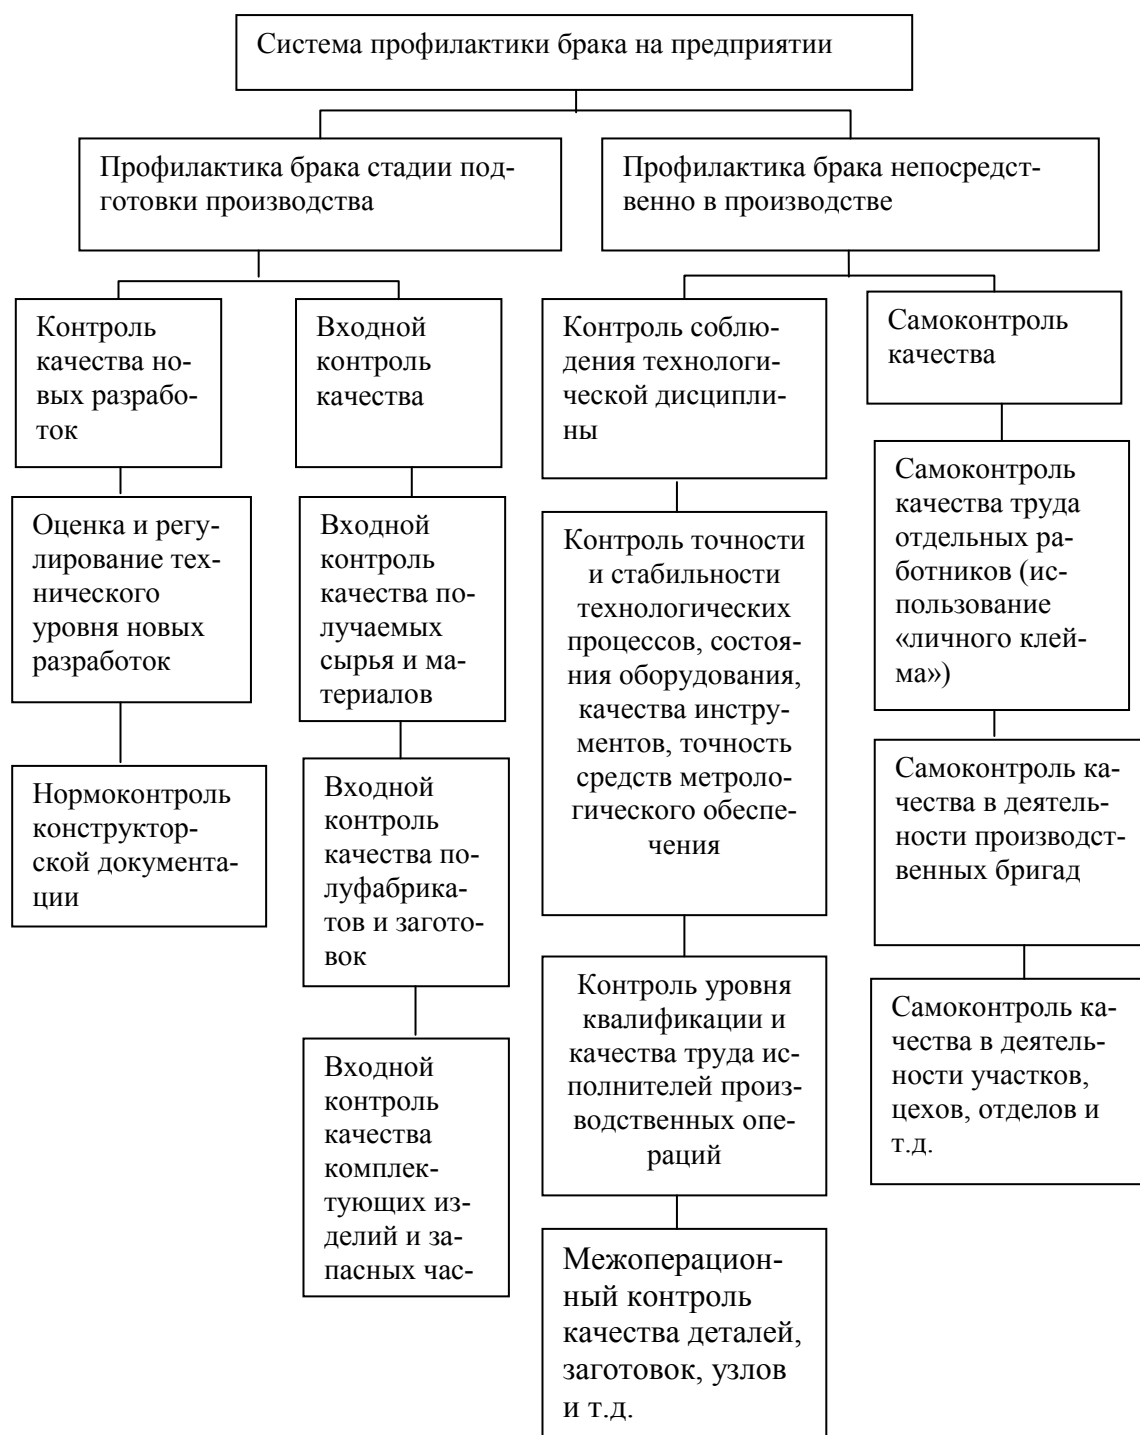 Система профилактики брака на предприятии
Профилактика брака стадии под-
готовки производства
Профилактика брака непосредст-
венно в производстве
Контроль
качества но-
вых разрабо-
ток
Входной
контроль
качества
Контроль соблю-
дения технологи-
ческой дисципли-
ны
Самоконтроль
качества
Оценка и регу-
лирование тех-
нического
уровня новых
разработок
Входной
контроль
качества по-
лучаемых
сырья и ма-
териалов
Контроль точности
и стабильности
технологических
процессов, состоя-
ния оборудования,
качества инстру-
ментов, точность
средств метроло-
гического обеспе-
чения
Самоконтроль
качества труда
отдельных ра-
ботников (ис-
пользование
«личного клей-
ма»)
Нормоконтроль
конструктор-
ской документа-
ции
Входной
контроль
качества по-
луфабрика-
тов и загото-
вок
Самоконтроль ка-
чества в деятель-
ности производст-
венных бригад
Контроль уровня
квалификации и
качества труда ис-
полнителей произ-
водственных опе-
раций
Самоконтроль ка-
чества в деятель-
ности участков,
цехов, отделов и
т.д.
Входной
контроль
качества
комплек-
тующих из-
делий и за-
пасных час-
Межоперацион-
ный контроль
качества деталей,
заготовок, узлов
и т.д.